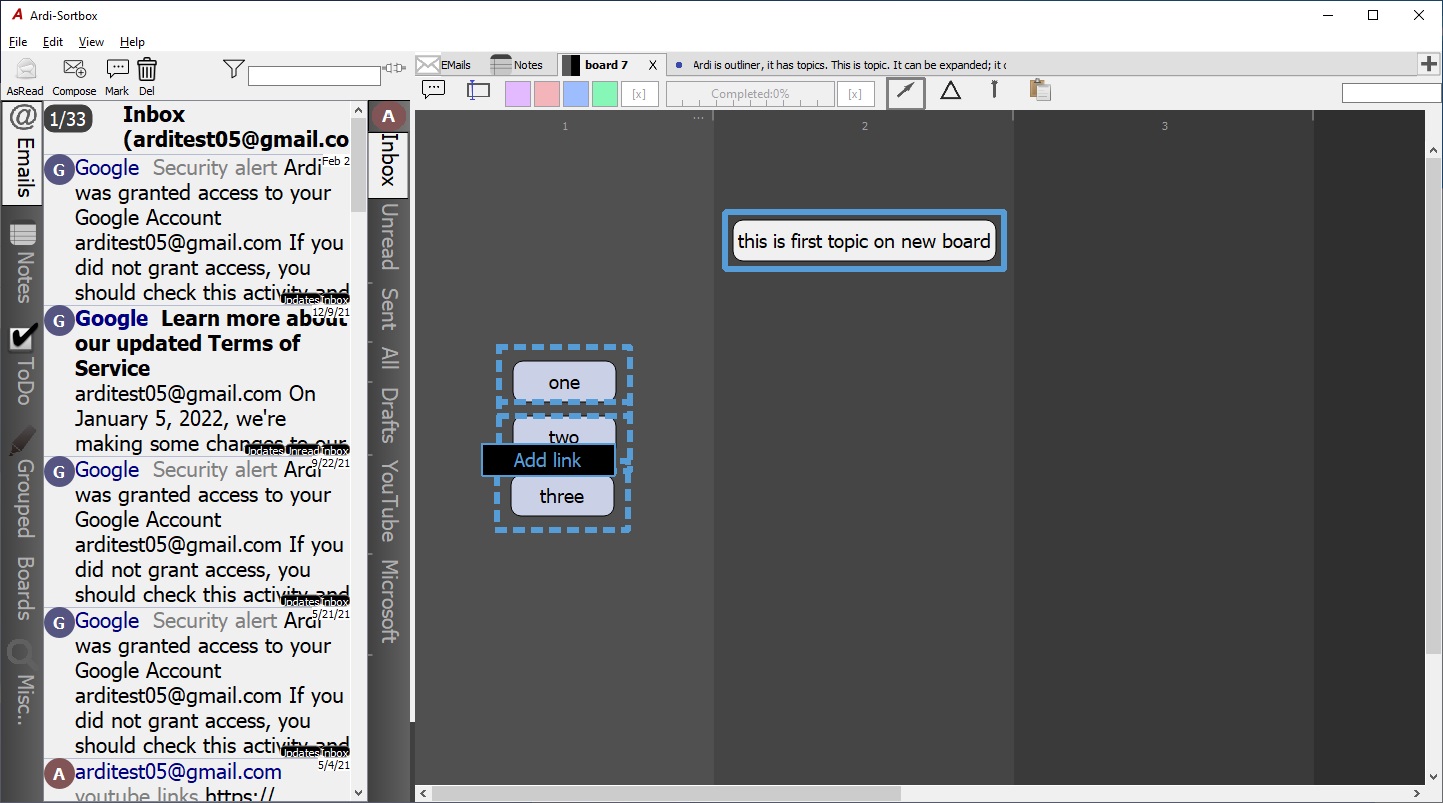 A Ardi-Sortbox
File Edit View Help
AsRead Compose Mark Del
EMails Notes board 7 X Ardi is outliner, it has topics. This is topic. It can be expanded; it c
[x] Completed:0% [x]
@ Emails
Notes
ToDo
Grouped
Boards
Misc..
1/33 Inbox
(arditest05@gmail.co
G Google Security alert Ardi Feb 2
was granted access to your
Google Account
arditest05@gmail.com If you
did not grant access, you
should check this activity and
Updates Inbox
G Google Learn more about 12/9/21
our updated Terms of
Service
arditest05@gmail.com On
January 5, 2022, we're
making some changes to our
Updates Unread Inbox
G Google Security alert Ardi 9/22/21
was granted access to your
Google Account
arditest05@gmail.com If you
did not grant access, you
should check this activity and
Updates Inbox
G Google Security alert Ardi 5/21/21
was granted access to your
Google Account
arditest05@gmail.com If you
did not grant access, you
should check this activity and
Updates Inbox
A arditest05@gmail.com 5/4/21
youtube links https://
A
Inbox
Unread
Sent
All
Drafts
YouTube
Microsoft
1 ... 2 3
this is first topic on new board
one
two
Add link
three